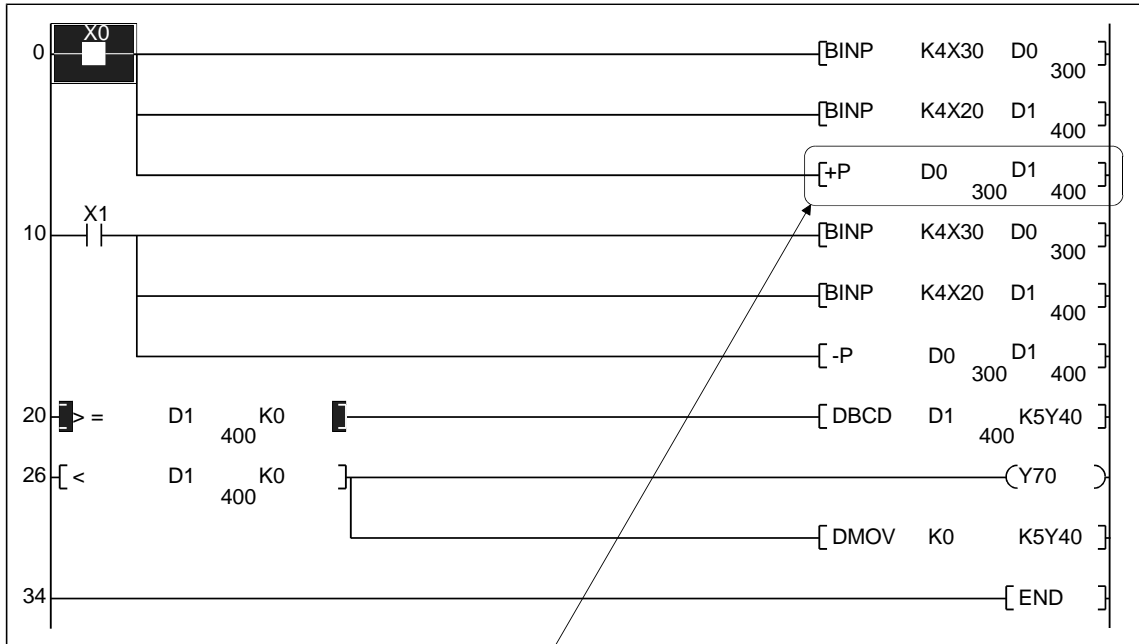 X0
0 [BINP K4X30 D0 ]
300
[BINP K4X20 D1 ]
400
[+P D0 D1 ]
300 400
X1
10 [BINP K4X30 D0 ]
300
[BINP K4X20 D1 ]
400
[ -P D0 D1 ]
300 400
20 [> = D1 K0 ] [ DBCD D1 K5Y40 ]
400 400
26 [ < D1 K0 ] (Y70 )
400
[ DMOV K0 K5Y40 ]
34 [ END ]